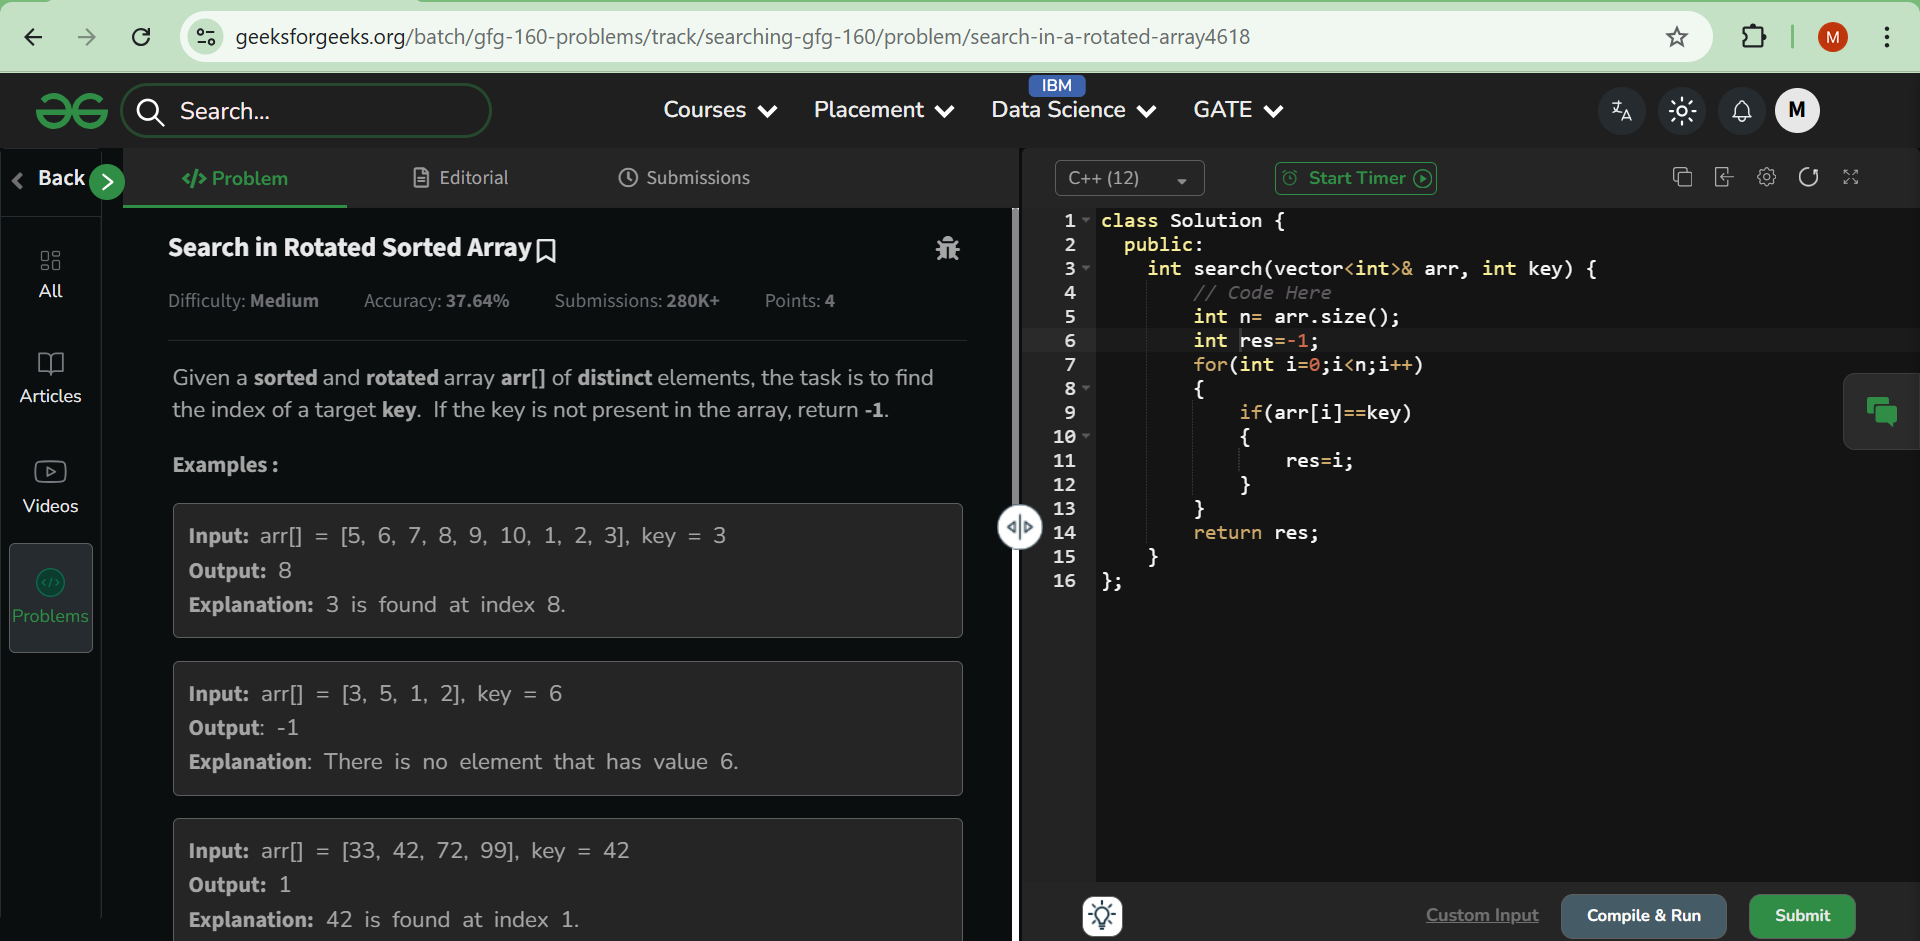 geeksforgeeks.org/batch/gfg-160-problems/track/searching-gfg-160/problem/search-in-a-rotated-array4618
M
Search...
Courses
Placement
IBM
Data Science
GATE
M
Back
</> Problem
Editorial
Submissions
C++ (12)
Start Timer
All
Articles
Videos
</>
Problems
Search in Rotated Sorted Array
Difficulty: Medium Accuracy: 37.64% Submissions: 280K+ Points: 4
Given a sorted and rotated array arr[] of distinct elements, the task is to find
the index of a target key. If the key is not present in the array, return -1.
Examples :
Input: arr[] = [5, 6, 7, 8, 9, 10, 1, 2, 3], key = 3
Output: 8
Explanation: 3 is found at index 8.
Input: arr[] = [3, 5, 1, 2], key = 6
Output: -1
Explanation: There is no element that has value 6.
Input: arr[] = [33, 42, 72, 99], key = 42
Output: 1
Explanation: 42 is found at index 1.
1 class Solution {
2   public:
3     int search(vector<int>& arr, int key) {
4         // Code Here
5         int n= arr.size();
6         int res=-1;
7         for(int i=0;i<n;i++)
8         {
9             if(arr[i]==key)
10             {
11                 res=i;
12             }
13         }
14         return res;
15     }
16 };
Custom Input
Compile & Run
Submit